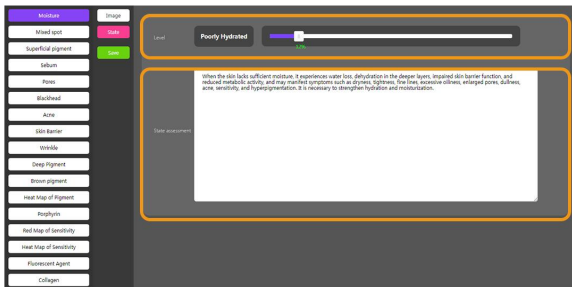 Moisture
Mixed spot
Superficial pigment
Sebum
Pores
Blackhead
Acne
Skin Barrier
Wrinkle
Deep Pigment
Brown pigment
Heat Map of Pigment
Porphyrin
Red Map of Sensitivity
Heat Map of Sensitivity
Fluorescent Agent
Collagen
Image
State
Save
Level
Poorly Hydrated
State assessment
When the skin lacks sufficient moisture, it experiences water loss, dehydration in the deeper layers, impaired skin barrier function, and
reduced metabolic activity, and may manifest symptoms such as dryness, tightness, fine lines, excessive oiliness, enlarged pores, dullness,
acne, sensitivity, and hyperpigmentation. It is necessary to strengthen hydration and moisturization.